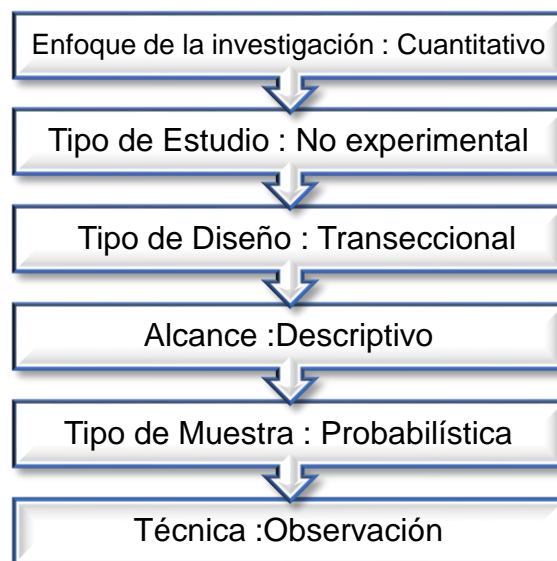 Enfoque de la investigación : Cuantitativo
Tipo de Estudio : No experimental
Tipo de Diseño : Transeccional
Alcance :Descriptivo
Tipo de Muestra : Probabilística
Técnica :Observación